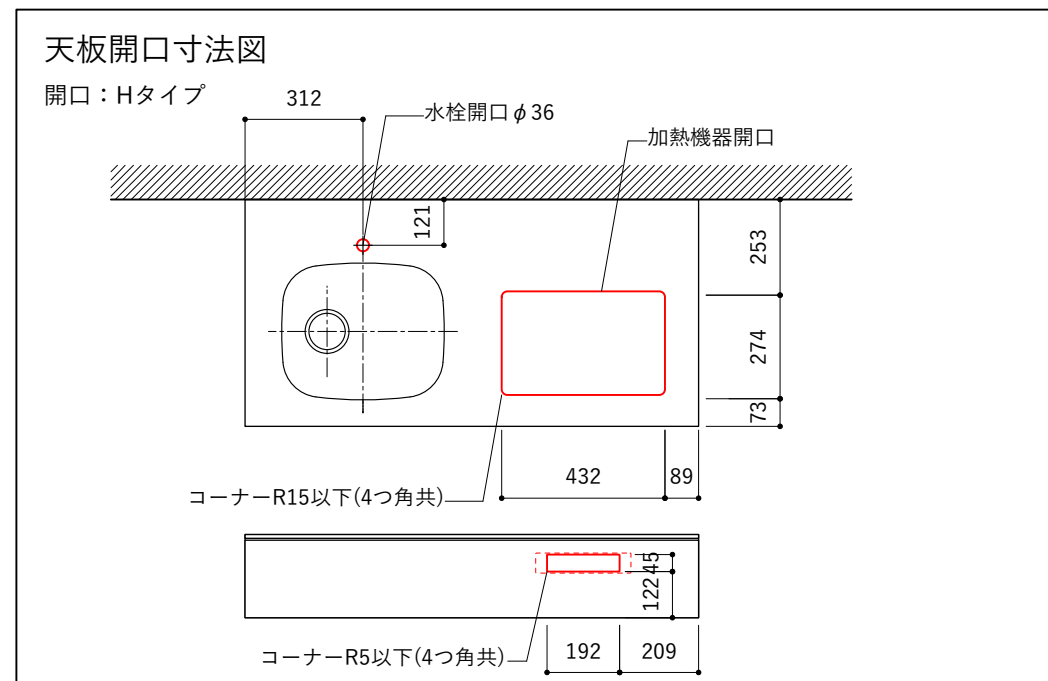 天板開口寸法図
開口：Hタイプ
312
水栓開口φ36
加熱機器開口
121
253
274
73
432
89
コーナーR15以下(4つ角共)
45
122
コーナーR5以下(4つ角共)
192
209